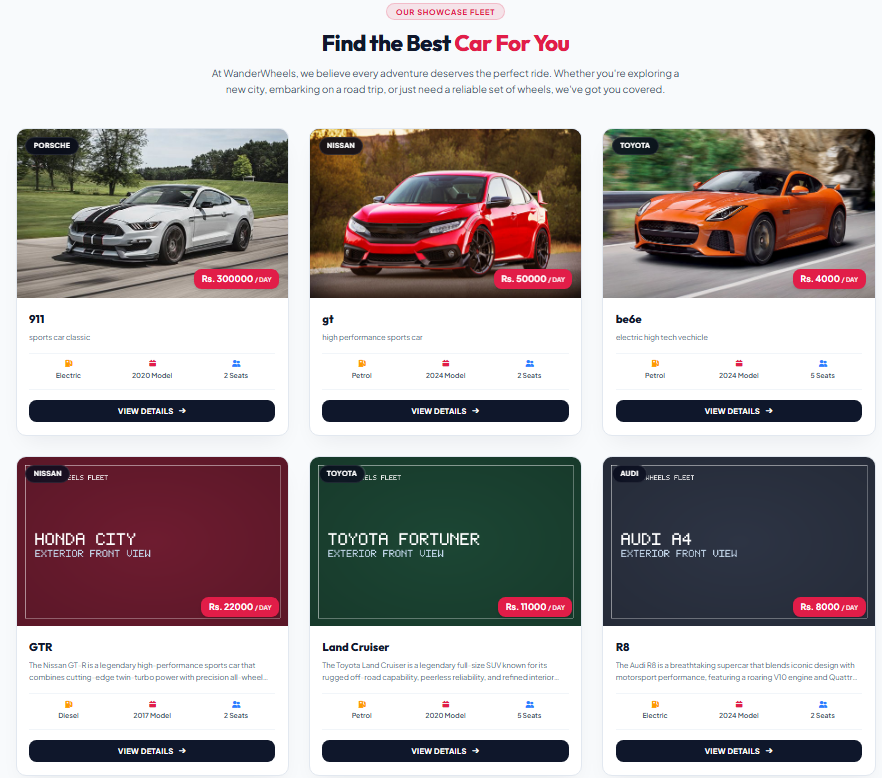 OUR SHOWCASE FLEET
Find the Best Car For You
At WanderWheels, we believe every adventure deserves the perfect ride. Whether you're exploring a
new city, embarking on a road trip, or just need a reliable set of wheels, we've got you covered.
PORSCHE
Rs. 300000 / DAY
911
sports car classic
Electric
2020 Model
2 Seats
VIEW DETAILS →
NISSAN
Rs. 50000 / DAY
gt
high performance sports car
Petrol
2024 Model
2 Seats
VIEW DETAILS →
TOYOTA
Rs. 4000 / DAY
be6e
electric high tech vechicle
Petrol
2024 Model
5 Seats
VIEW DETAILS →
NISSAN
ELS FLEET
HONDA CITY
EXTERIOR FRONT VIEW
Rs. 22000 / DAY
GTR
The Nissan GT-R is a legendary high-performance sports car that
combines cutting-edge twin-turbo power with precision all-wheel...
Diesel
2017 Model
2 Seats
VIEW DETAILS →
TOYOTA
ELS FLEET
TOYOTA FORTUNER
EXTERIOR FRONT VIEW
Rs. 11000 / DAY
Land Cruiser
The Toyota Land Cruiser is a legendary full-size SUV known for its
rugged off-road capability, peerless reliability, and refined interior...
Petrol
2020 Model
5 Seats
VIEW DETAILS →
AUDI
HEELS FLEET
AUDI A4
EXTERIOR FRONT VIEW
Rs. 8000 / DAY
R8
The Audi R8 is a breathtaking supercar that blends iconic design with
motorsport performance, featuring a roaring V10 engine and Quattr...
Electric
2024 Model
2 Seats
VIEW DETAILS →